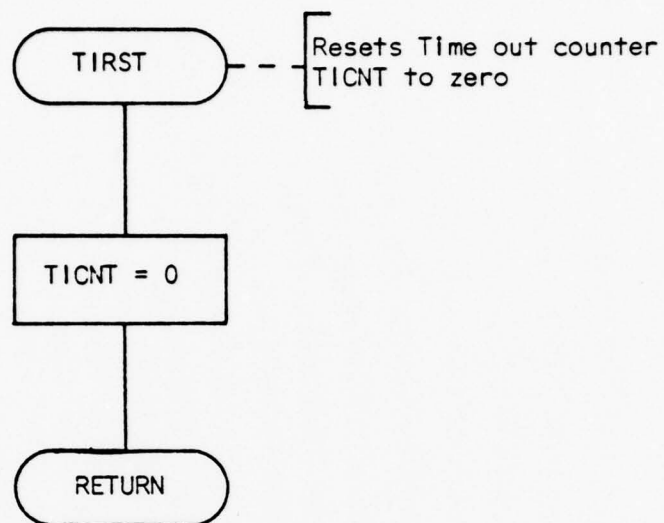 TIRST
Resets Time out counter
TICNT to zero
TICNT = 0
RETURN